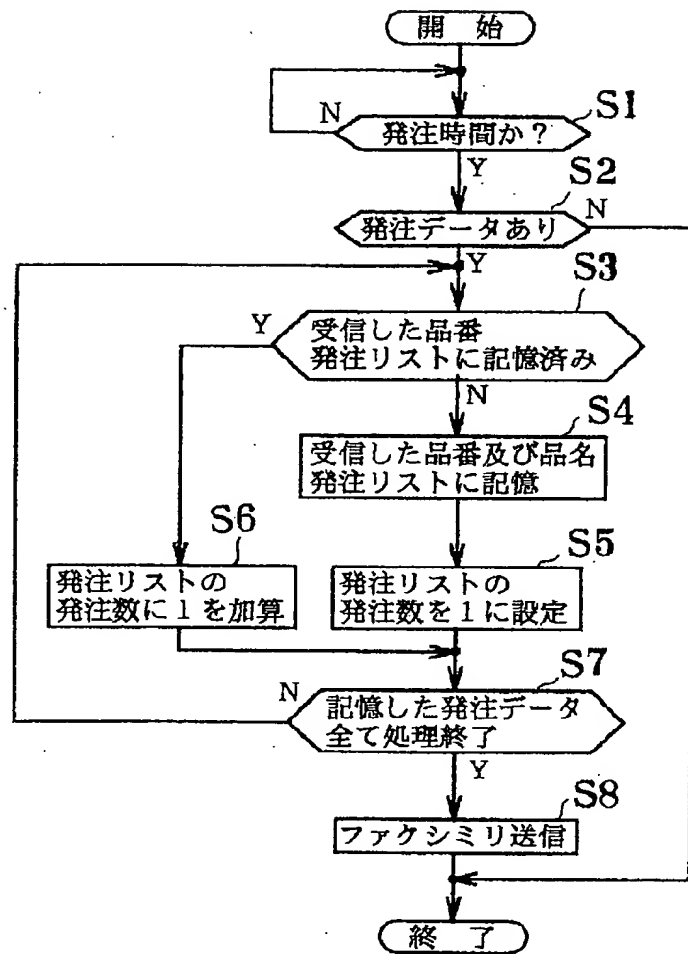 開 始
S1
N
発注時間か？
Y
S2
発注データあり
N
Y
S3
Y
受信した品番
発注リストに記憶済み
N
S4
受信した品番及び品名
発注リストに記憶
S6
発注リストの
発注数に１を加算
S5
発注リストの
発注数を１に設定
S7
N
記憶した発注データ
全て処理終了
Y
S8
ファクシミリ送信
終 了